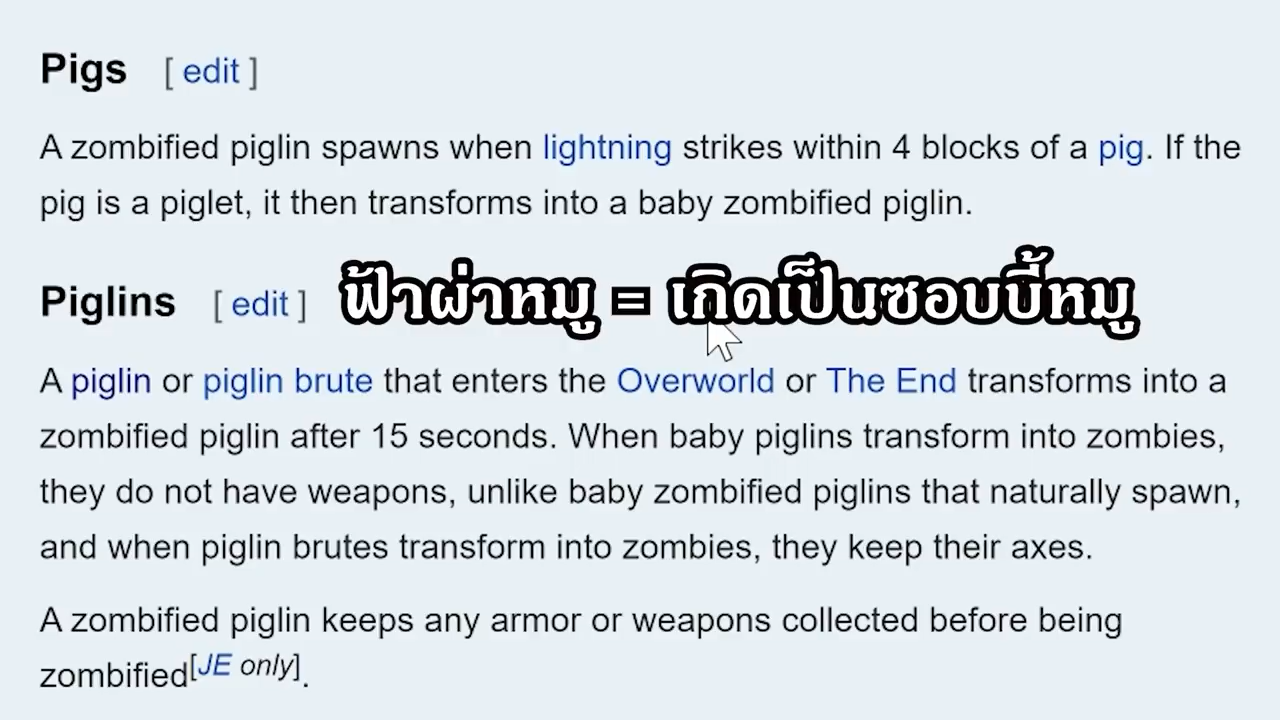 Pigs [ edit ]
A zombified piglin spawns when lightning strikes within 4 blocks of a pig. If the
pig is a piglet, it then transforms into a baby zombified piglin.
Piglins [ edit ]
ฟ้าผ่าหมู = เกิดเป็นซอบบี้หมู
A piglin or piglin brute that enters the Overworld or The End transforms into a
zombified piglin after 15 seconds. When baby piglins transform into zombies,
they do not have weapons, unlike baby zombified piglins that naturally spawn,
and when piglin brutes transform into zombies, they keep their axes.
A zombified piglin keeps any armor or weapons collected before being
zombified[JE only].